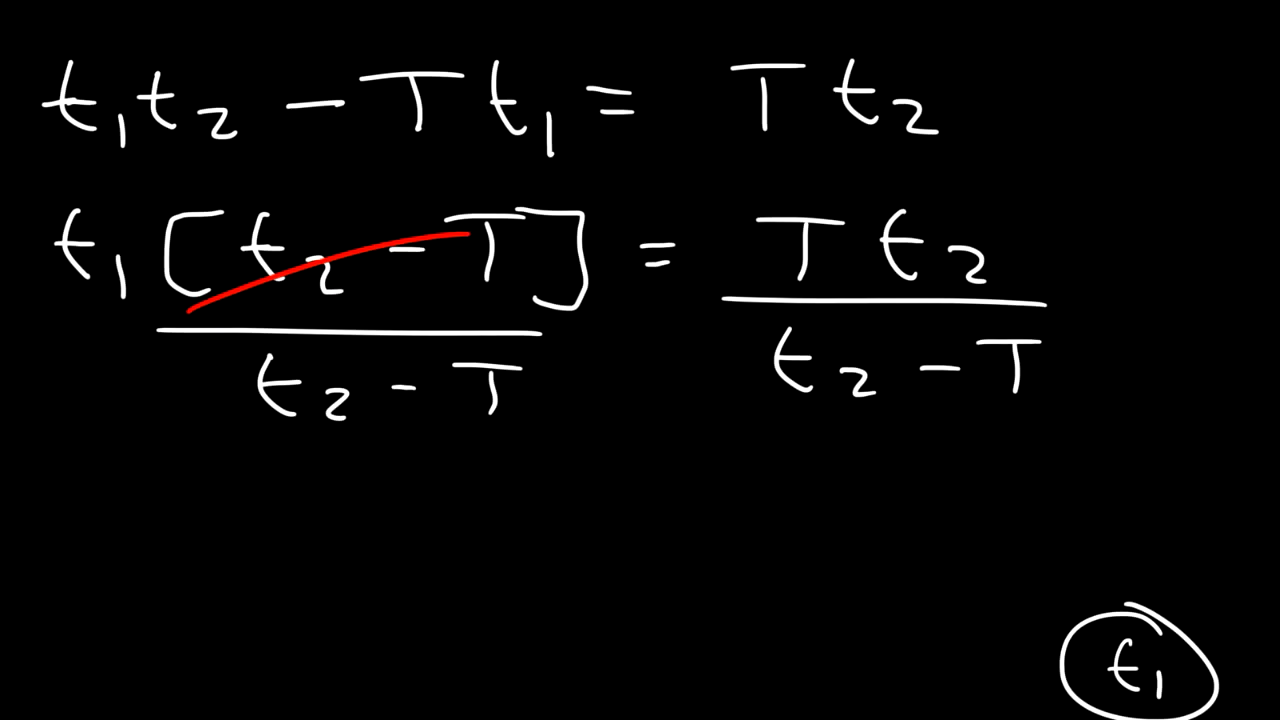 t₁t₂ - Tt₁ = Tt₂
t₁[t₂ - T] = Tt₂
t₂ - T t₂ - T
t₁